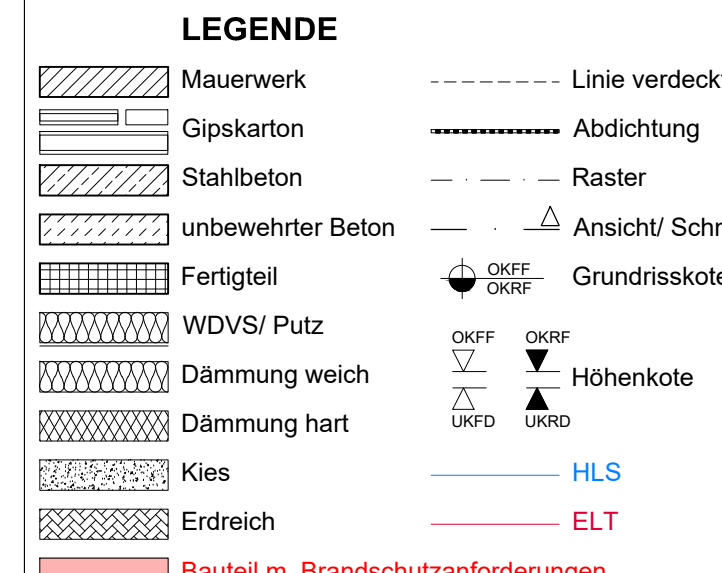 LEGENDE
Mauerwerk
Gipskarton
Stahlbeton
unbewehrter Beton
Fertigteil
WDVS/ Putz
Dämmung weich
Dämmung hart
Kies
Erdreich
Bauteil m. Brandschutzanforderungen
Linie verdeckt
Abdichtung
Raster
Ansicht/ Schn
OKFF
OKRF
Grundrisskote
OKFF OKRF
Höhenkote
UKFD UKRD
HLS
ELT